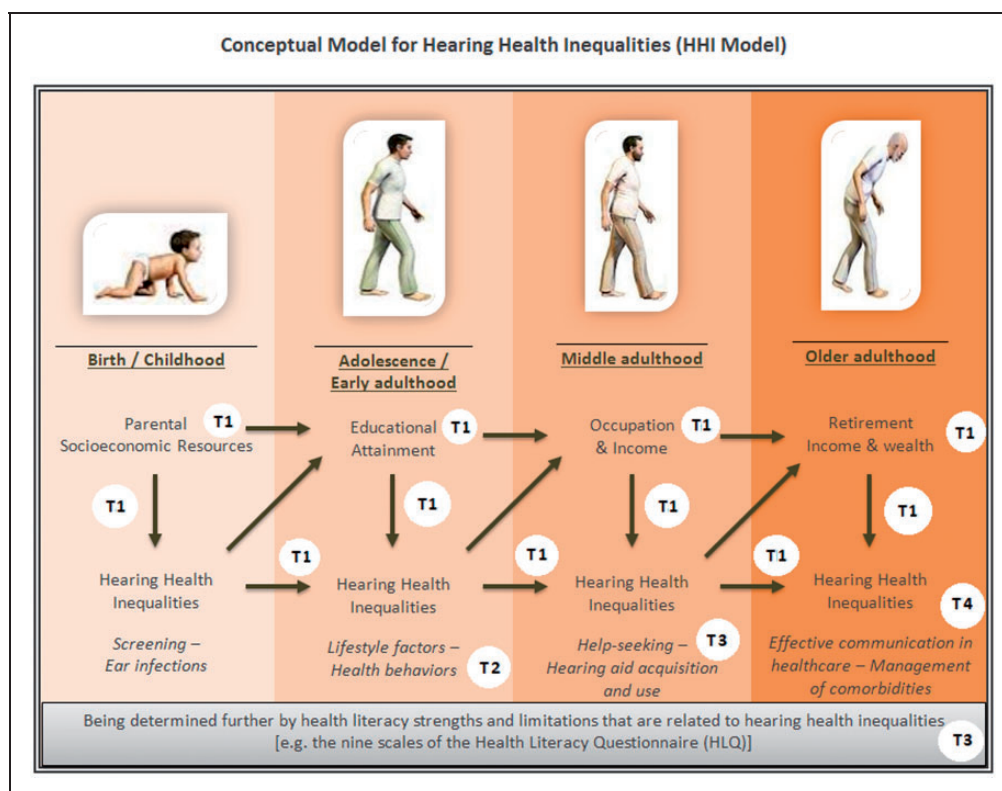 Conceptual Model for Hearing Health Inequalities (HHI Model)
Birth / Childhood
Adolescence /
Early adulthood
Middle adulthood
Older adulthood
Parental
Socioeconomic Resources
T1
Educational
Attainment
T1
Occupation
& Income
T1
Retirement
Income & wealth
T1
T1
T1
T1
T1
Hearing Health
Inequalities
T1
Hearing Health
Inequalities
T1
Hearing Health
Inequalities
T1
Hearing Health
Inequalities
T4
Screening –
Ear infections
Lifestyle factors –
Health behaviors
T2
Help-seeking –
Hearing aid acquisition
and use
T3
Effective communication in
healthcare – Management
of comorbidities
Being determined further by health literacy strengths and limitations that are related to hearing health inequalities
[e.g. the nine scales of the Health Literacy Questionnaire (HLQ)]
T3